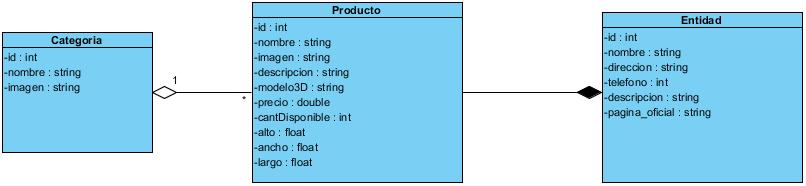 Categoria
-id : int
-nombre : string
-imagen : string
1
*
Producto
-id : int
-nombre : string
-imagen : string
-descripcion : string
-modelo3D : string
-precio : double
-cantDisponible : int
-alto : float
-ancho : float
-largo : float
Entidad
-id : int
-nombre : string
-direccion : string
-telefono : int
-descripcion : string
-pagina_oficial : string